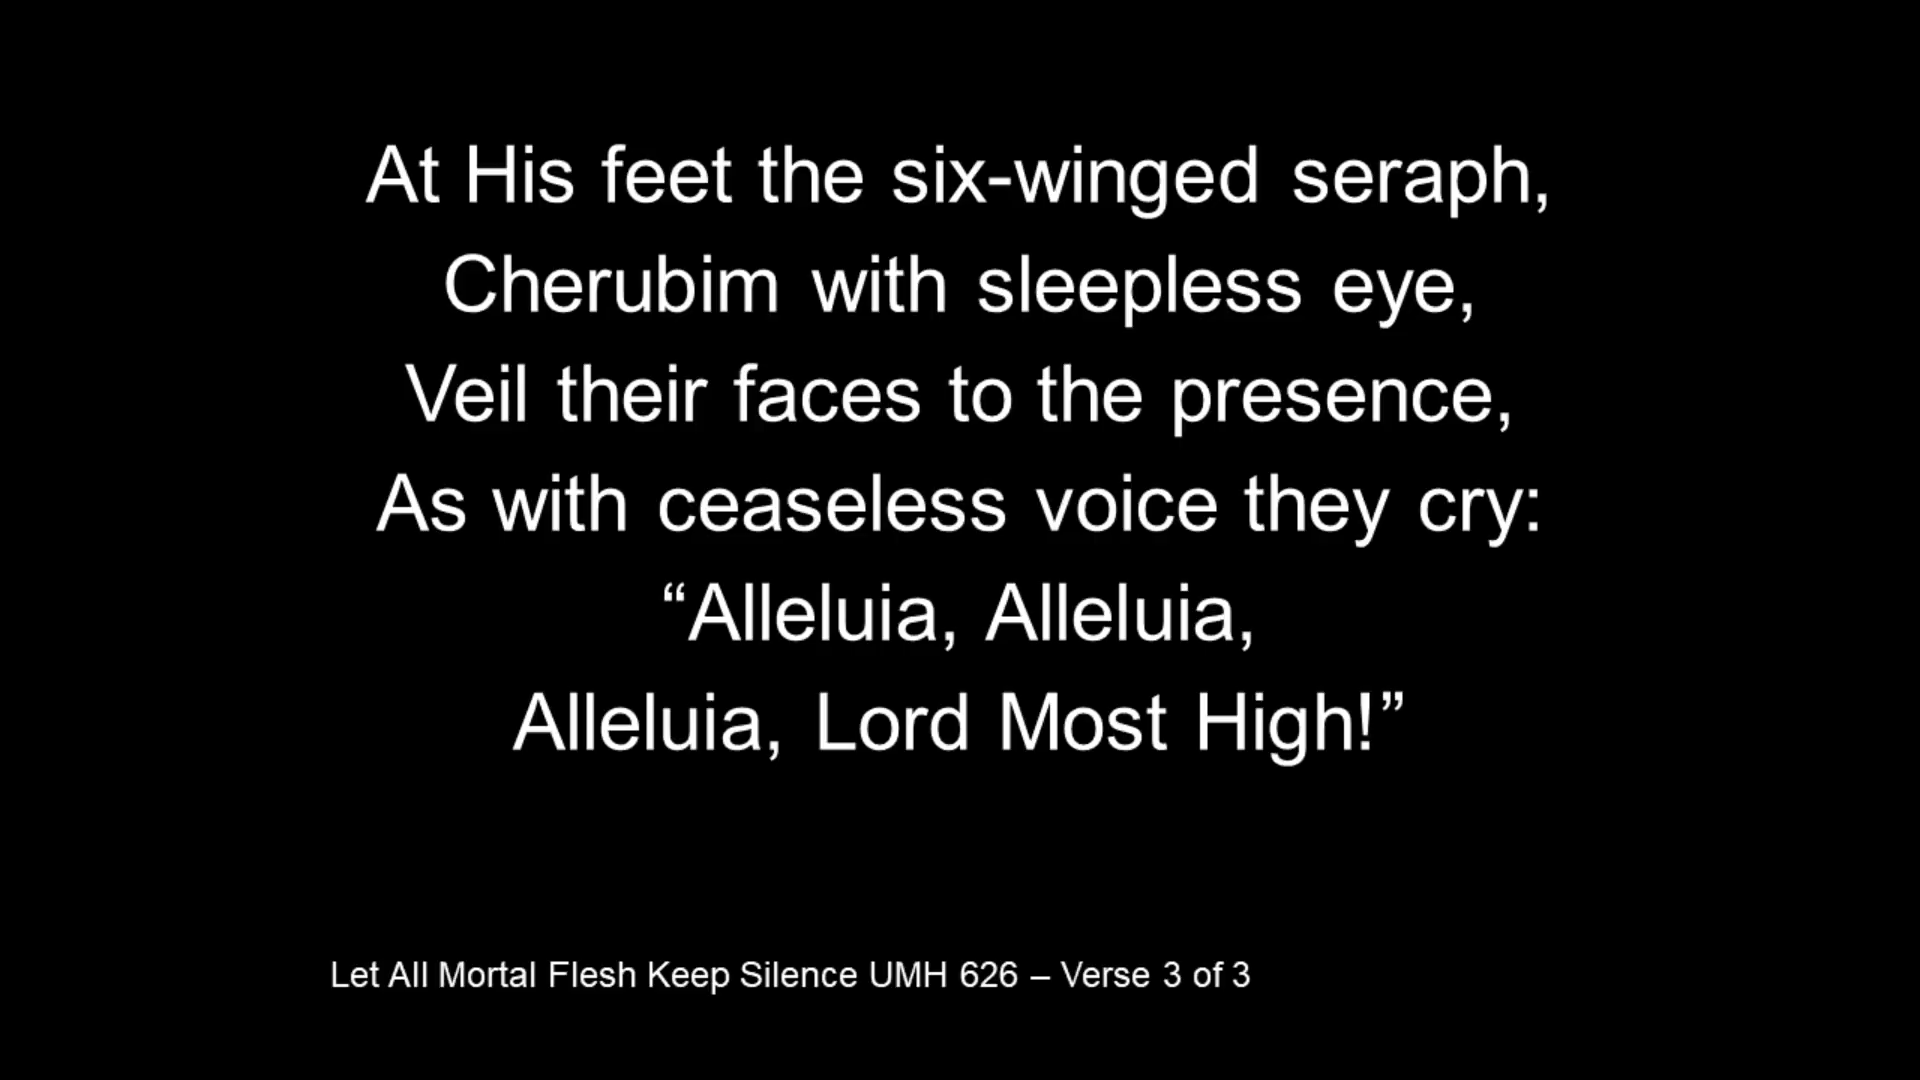 At His feet the six-winged seraph,
Cherubim with sleepless eye,
Veil their faces to the presence,
As with ceaseless voice they cry:
“Alleluia, Alleluia,
Alleluia, Lord Most High!”
Let All Mortal Flesh Keep Silence UMH 626 – Verse 3 of 3